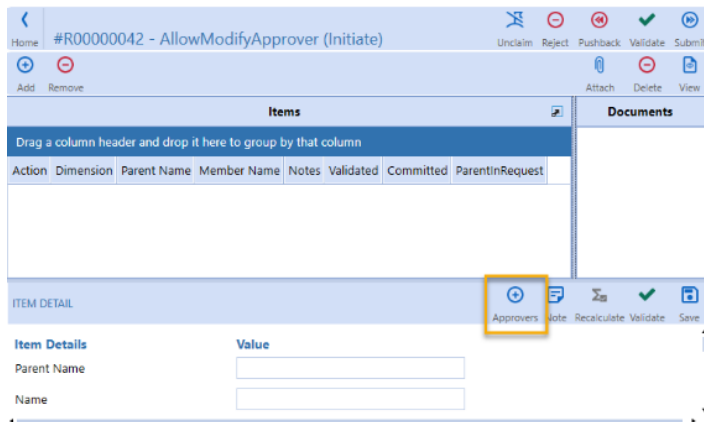 Home
#R00000042 - AllowModifyApprover (Initiate)
Unclaim Reject Pushback Validate Submit
Add Remove
Attach Delete View
Items
Documents
Drag a column header and drop it here to group by that column
Action Dimension Parent Name Member Name Notes Validated Committed ParentInRequest
ITEM DETAIL
Approvers Note Recalculate Validate Save
Item Details Value
Parent Name
Name